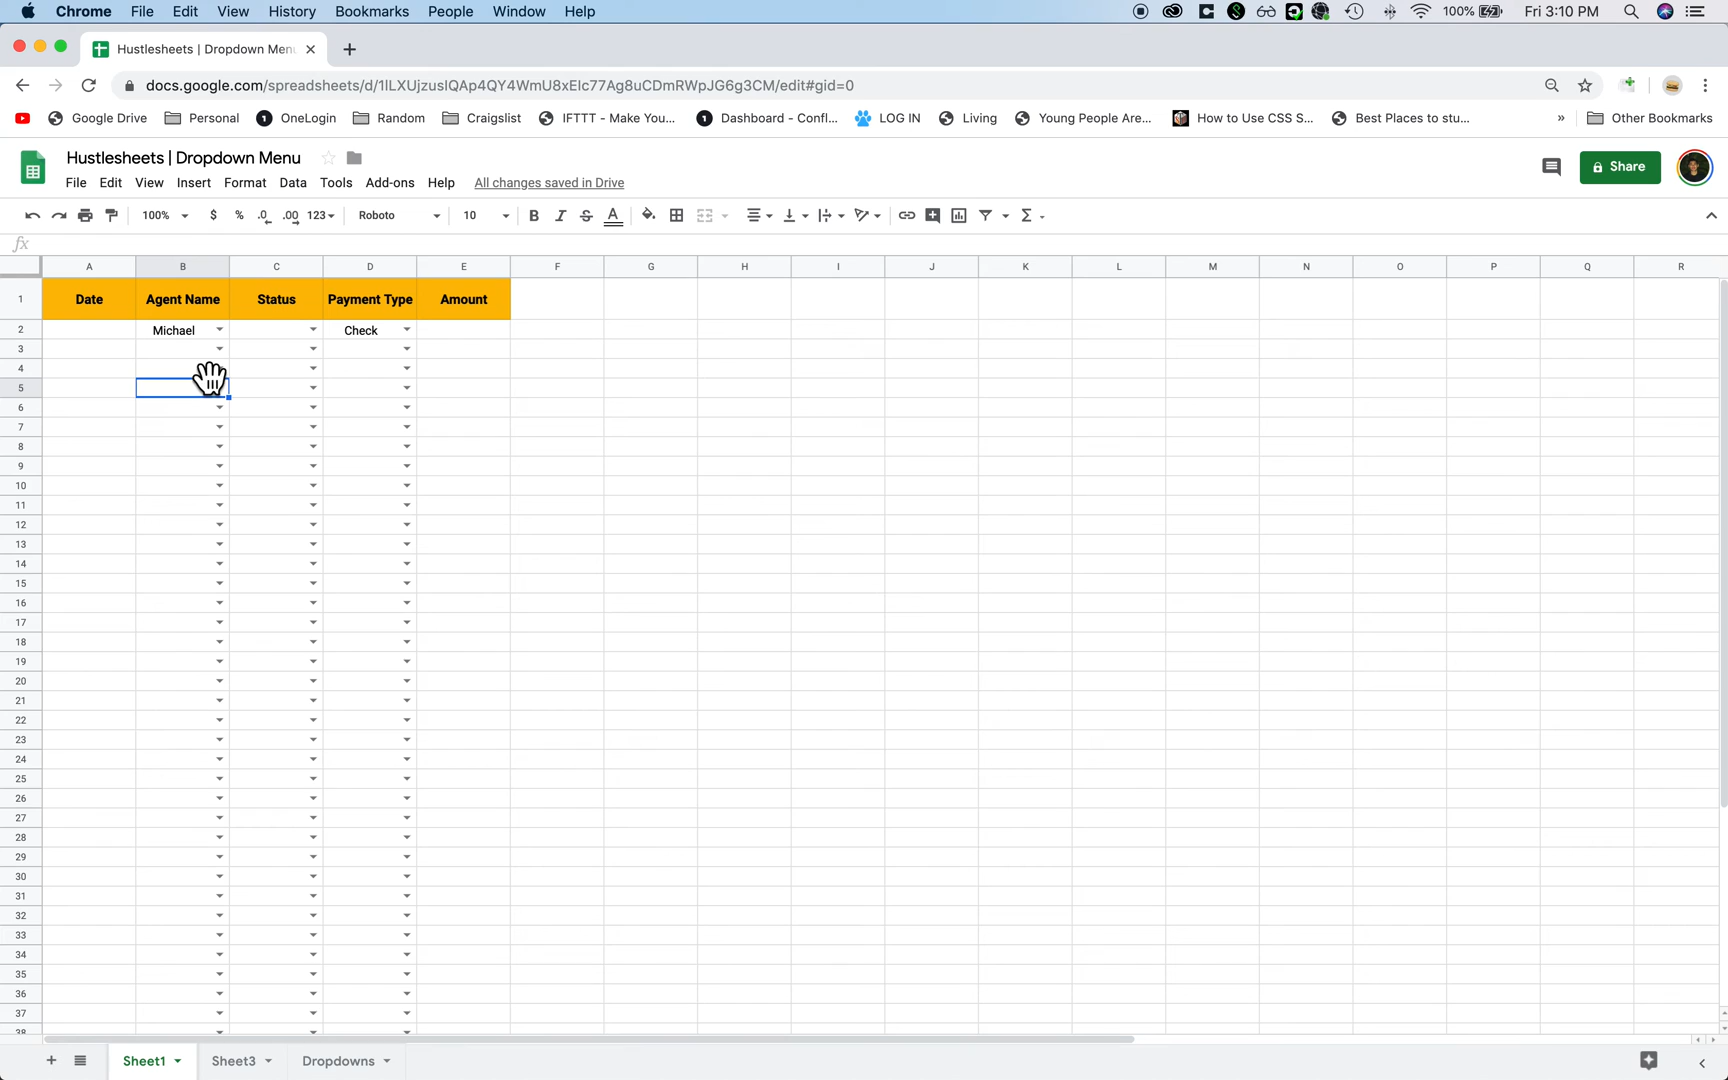 Chrome File Edit View History Bookmarks People Window Help 100% Fri 3:10 PM
Hustlesheets | Dropdown Menu
docs.google.com/spreadsheets/d/1lLXUjzuslQAp4QY4WmU8xEIc77Ag8uCDmRWpJG6g3CM/edit#gid=0
Google Drive Personal OneLogin Random Craigslist IFTTT - Make You... Dashboard - Confl... LOG IN Living Young People Are... How to Use CSS S... Best Places to stu... » Other Bookmarks
Hustlesheets | Dropdown Menu
Share
File Edit View Insert Format Data Tools Add-ons Help All changes saved in Drive
100% $ % .0 .00 123 Roboto 10 B I S A Σ
fx
A B C D E F G H I J K L M N O P Q R
1 Date Agent Name Status Payment Type Amount
2 Michael Check
3
4
5
6
7
8
9
10
11
12
13
14
15
16
17
18
19
20
21
22
23
24
25
26
27
28
29
30
31
32
33
34
35
36
37
38
Sheet1 Sheet3 Dropdowns